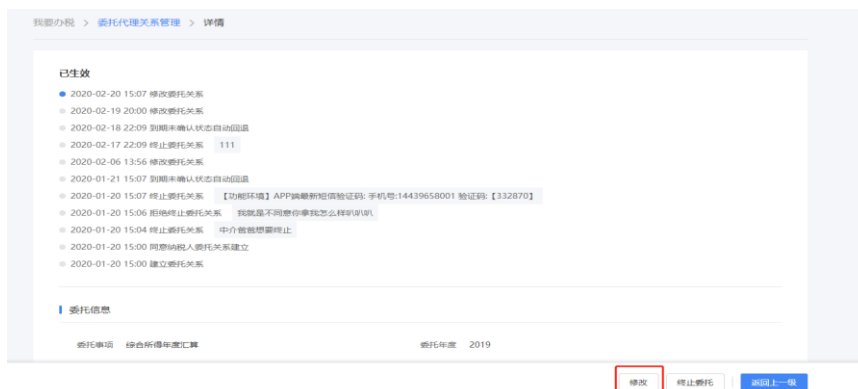 我要办税 > 委托代理关系管理 > 详情
已生效
2020-02-20 15:07 修改委托关系
2020-02-19 20:00 修改委托关系
2020-02-18 22:09 到期未确认状态自动回退
2020-02-17 22:09 终止委托关系 111
2020-02-06 13:56 修改委托关系
2020-01-21 15:07 到期未确认状态自动回退
2020-01-20 15:07 终止委托关系 【功能环境】APP端最新短信验证码: 手机号:14439658001 验证码:【332870】
2020-01-20 15:06 拒绝终止委托关系 我就是不同意你拿我怎么样叭叭叭
2020-01-20 15:04 终止委托关系 中介爸爸想要终止
2020-01-20 15:00 同意纳税人委托关系建立
2020-01-20 15:00 建立委托关系
委托信息
委托事项 综合所得年度汇算 委托年度 2019
修改 终止委托 返回上一级